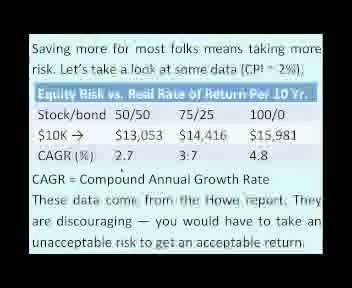 Saving more for most folks means taking more
risk. Let's take a look at some data (CPI = 2%).
Equity Risk vs. Real Rate of Return Per 10 Yr.
Stock/bond 50/50 75/25 100/0
$10K → $13,053 $14,416 $15,981
CAGR (%) 2.7 3.7 4.8
CAGR = Compound Annual Growth Rate
These data come from the Howe report. They
are discouraging — you would have to take an
unacceptable risk to get an acceptable return.